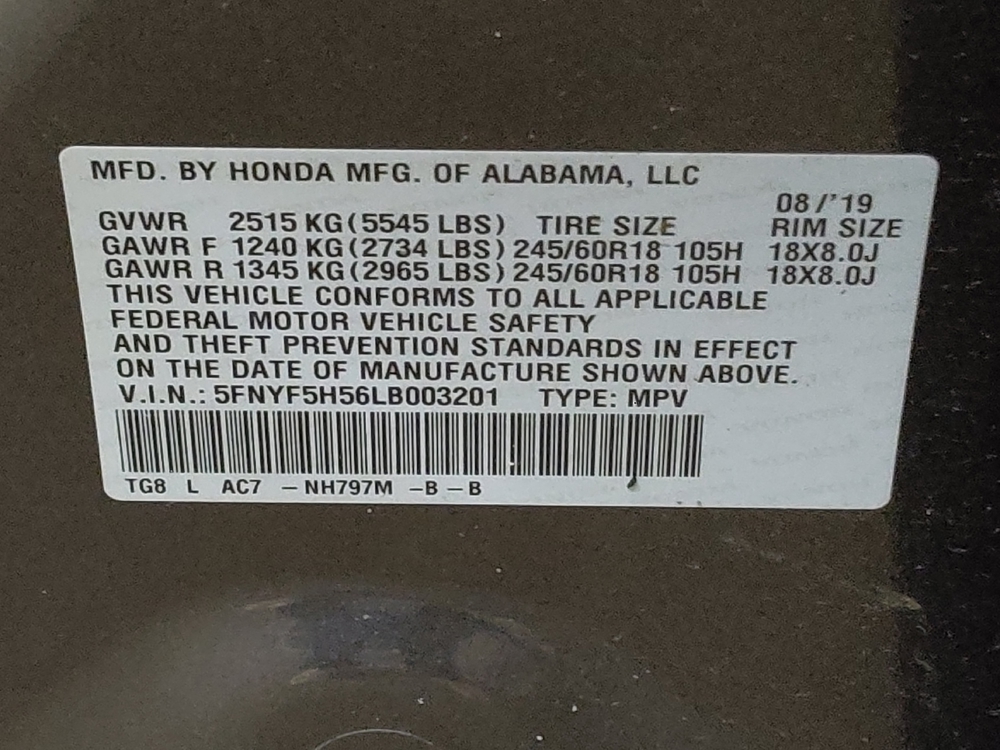 MFD. BY HONDA MFG. OF ALABAMA, LLC
08/'19
GVWR 2515 KG(5545 LBS) TIRE SIZE RIM SIZE
GAWR F 1240 KG(2734 LBS) 245/60R18 105H 18X8.0J
GAWR R 1345 KG(2965 LBS) 245/60R18 105H 18X8.0J
THIS VEHICLE CONFORMS TO ALL APPLICABLE
FEDERAL MOTOR VEHICLE SAFETY
AND THEFT PREVENTION STANDARDS IN EFFECT
ON THE DATE OF MANUFACTURE SHOWN ABOVE.
V.I.N.: 5FNYF5H56LB003201 TYPE: MPV
TG8 L AC7 –NH797M –B –B